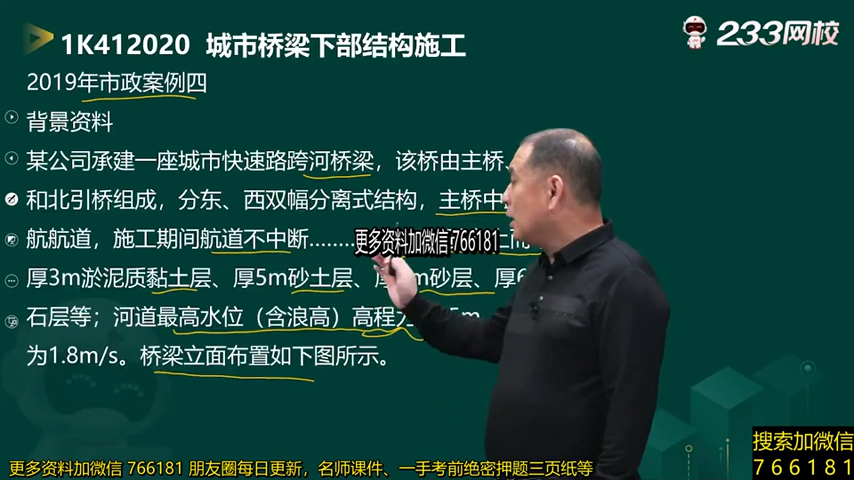 1K412020 城市桥梁下部结构施工
233网校
2019年市政案例四
背景资料
某公司承建一座城市快速路跨河桥梁，该桥由主桥、
和北引桥组成，分东、西双幅分离式结构，主桥中
航航道，施工期间航道不中断……
更多资料加微信 766181
厚3m淤泥质黏土层、厚5m砂土层、 m砂层、厚6
石层等；河道最高水位（含浪高）高程 5m
为1.8m/s。桥梁立面布置如下图所示。
搜索加微信
766181
更多资料加微信 766181 朋友圈每日更新，名师课件、一手考前绝密押题三页纸等